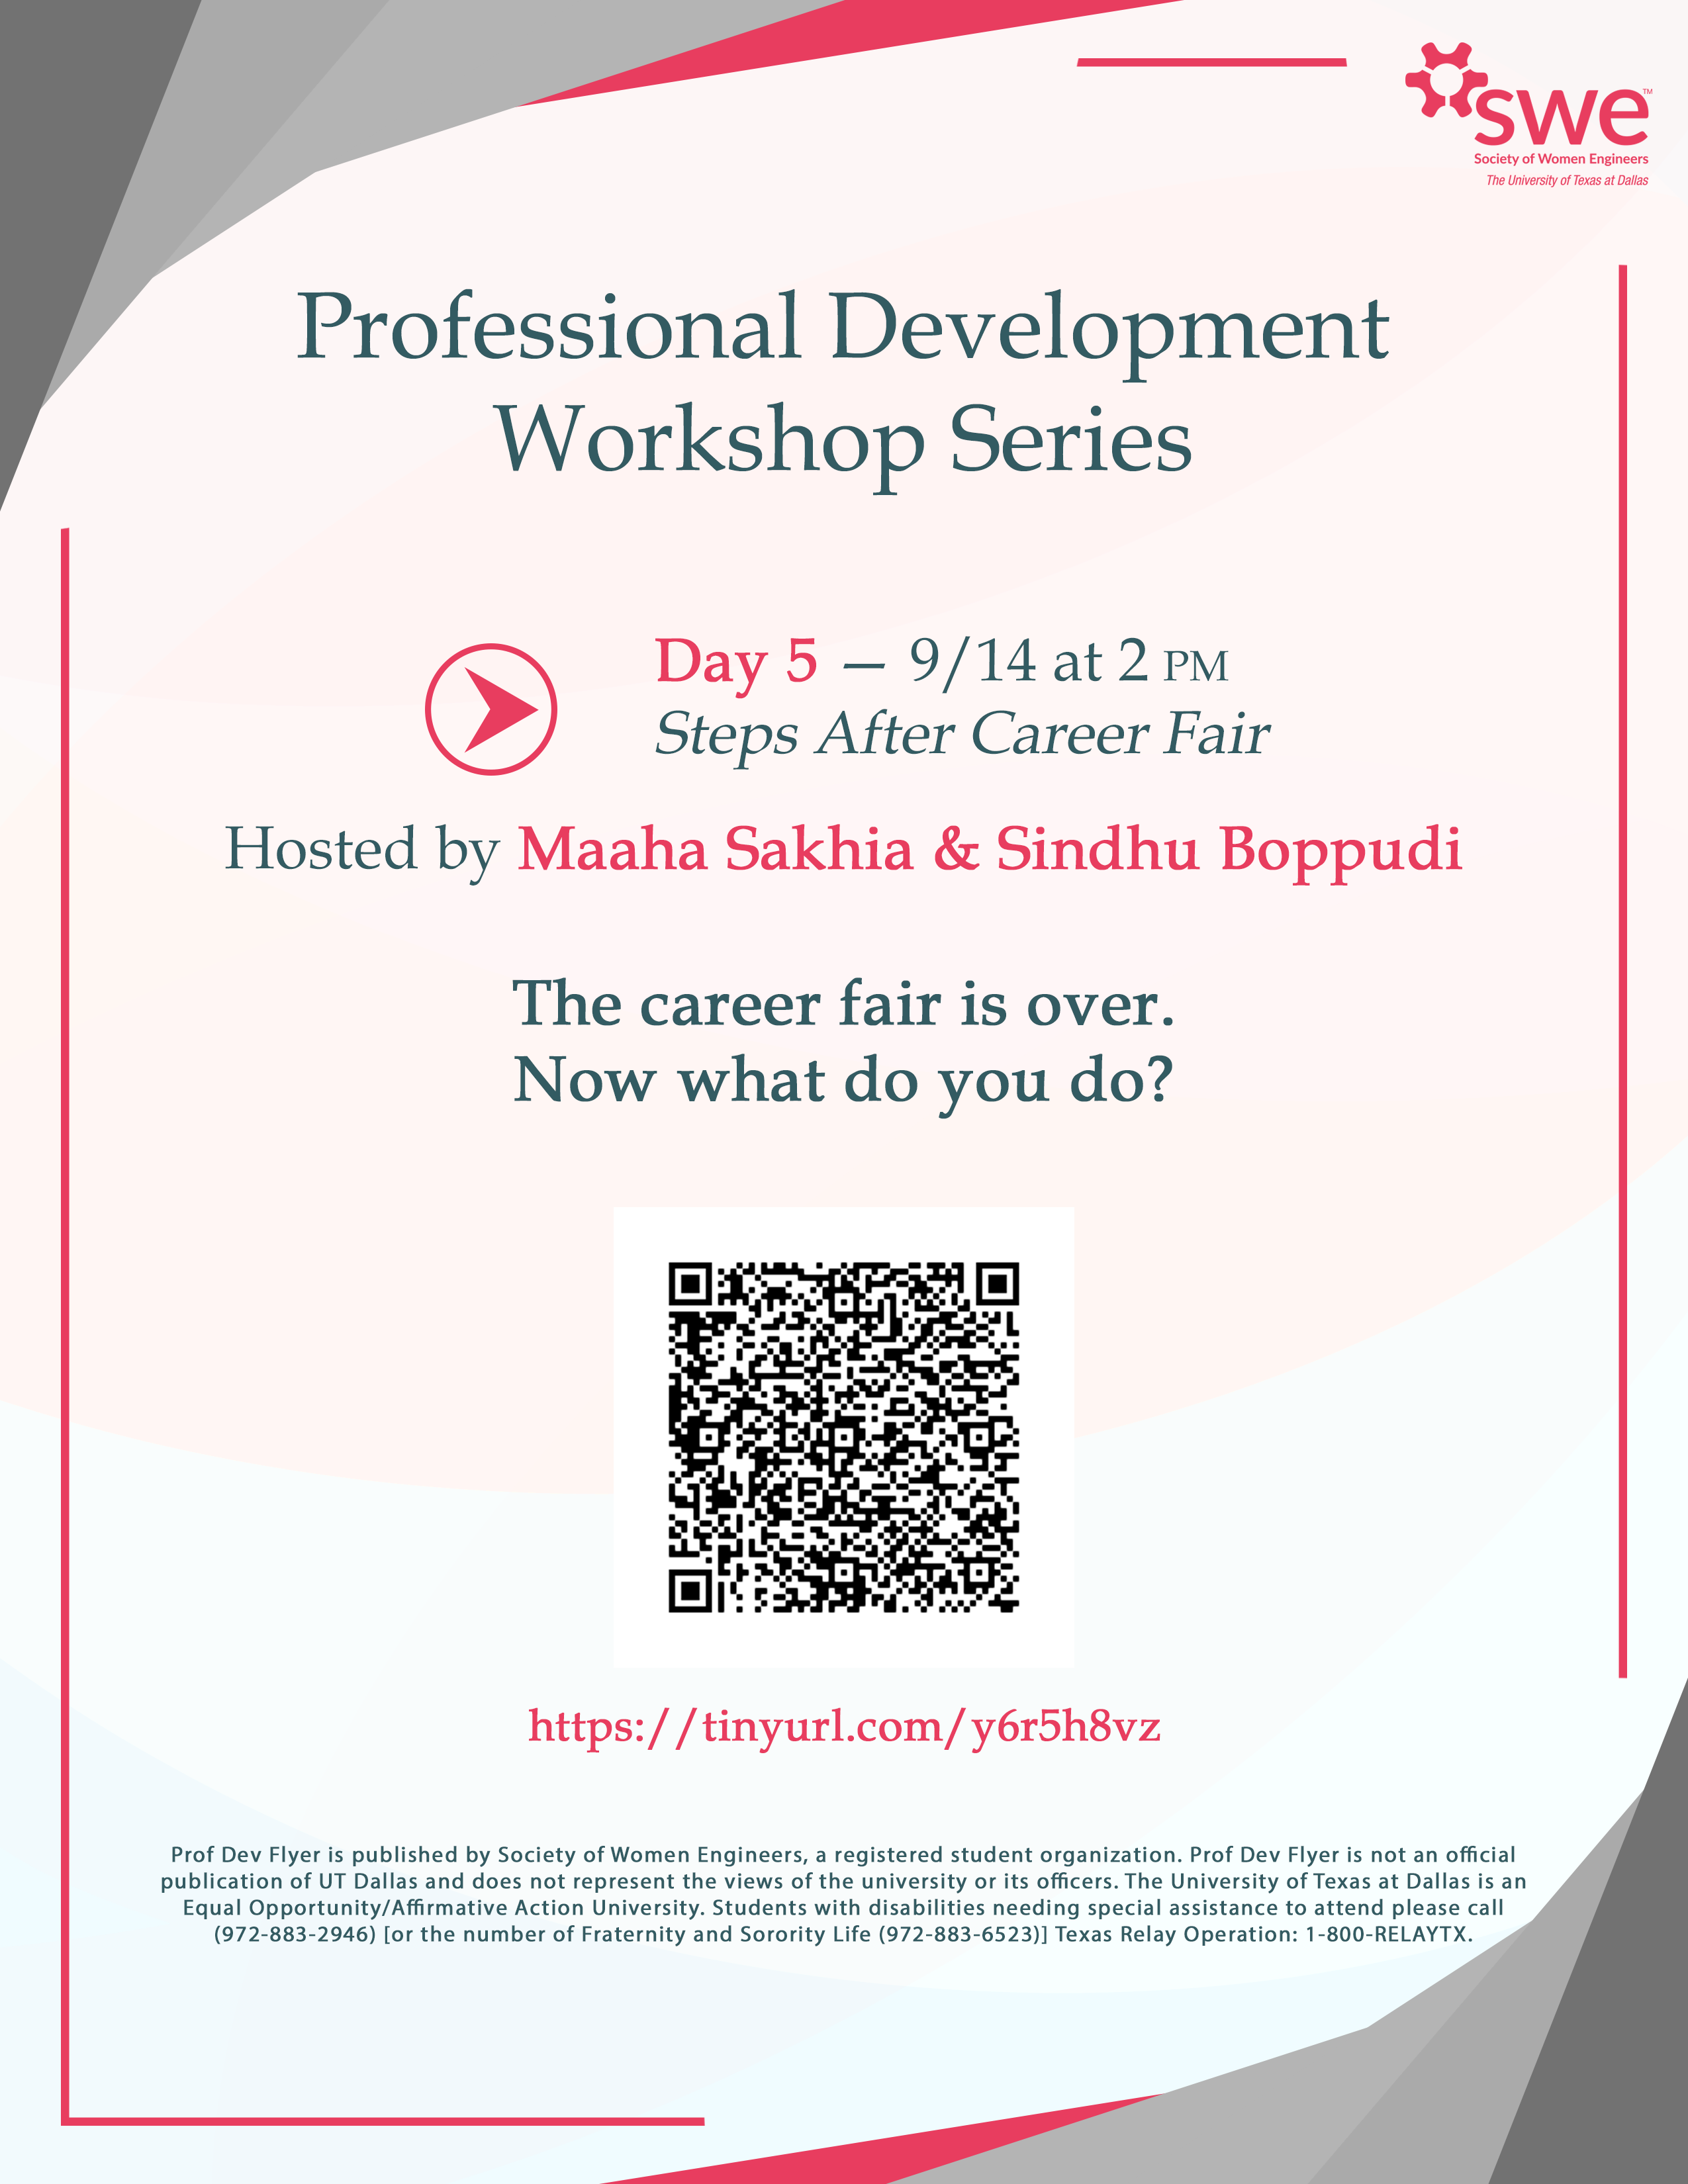 swe™
Society of Women Engineers
The University of Texas at Dallas
Professional Development
Workshop Series
Day 5 — 9/14 at 2 PM
Steps After Career Fair
Hosted by Maaha Sakhia & Sindhu Boppudi
The career fair is over.
Now what do you do?
https://tinyurl.com/y6r5h8vz
Prof Dev Flyer is published by Society of Women Engineers, a registered student organization. Prof Dev Flyer is not an official
publication of UT Dallas and does not represent the views of the university or its officers. The University of Texas at Dallas is an
Equal Opportunity/Affirmative Action University. Students with disabilities needing special assistance to attend please call
(972-883-2946) [or the number of Fraternity and Sorority Life (972-883-6523)] Texas Relay Operation: 1-800-RELAYTX.